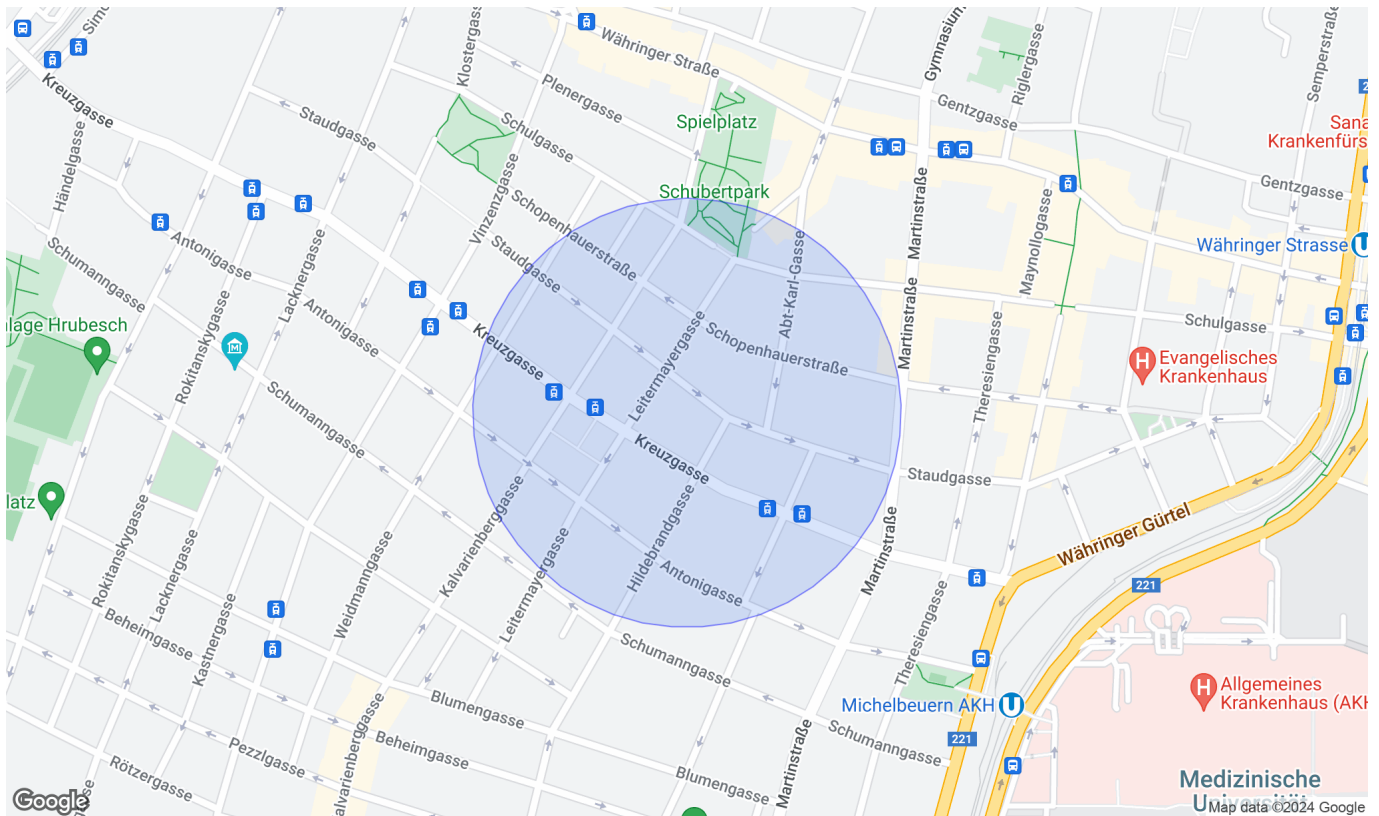 Simo
Klostergasse
Währinger Straße
Gymnasium
Riglergasse
Semperstraße
Kreuzgasse
Plenergasse
Gentzgasse
2
Staudgasse
Schulgasse
Spielplatz
Sana
Krankenfürs
Händelgasse
Schubertpark
Gentzgasse
Vinzenzgasse
Schopenhauerstraße
Martinstraße
Maynollogasse
Antonigasse
Staudgasse
Abt-Karl-Gasse
Währinger Strasse
U
Schumanngasse
Lacknergasse
Antonigasse
Kreuzgasse
Leitermayergasse
Schopenhauerstraße
Martinstraße
Theresiengasse
Schulgasse
lage Hrubesch
Rokitanskygasse
M
H
Evangelisches
Krankenhaus
Schumanngasse
Kreuzgasse
Staudgasse
latz
Rokitanskygasse
Lacknergasse
Weidmanngasse
Kalvarienberggasse
Leitermayergasse
Hildebrandgasse
Antonigasse
Martinstraße
Währinger Gürtel
221
Beheimgasse
Kastnergasse
Schumanngasse
Theresiengasse
H
Allgemeines
Krankenhaus (AKH
Blumengasse
Michelbeuern AKH
U
Kalvarienberggasse
Beheimgasse
Schumanngasse
221
Pezzlgasse
Rötzergasse
Blumengasse
Martinstraße
Medizinische
Universität
Google
Map data ©2024 Google